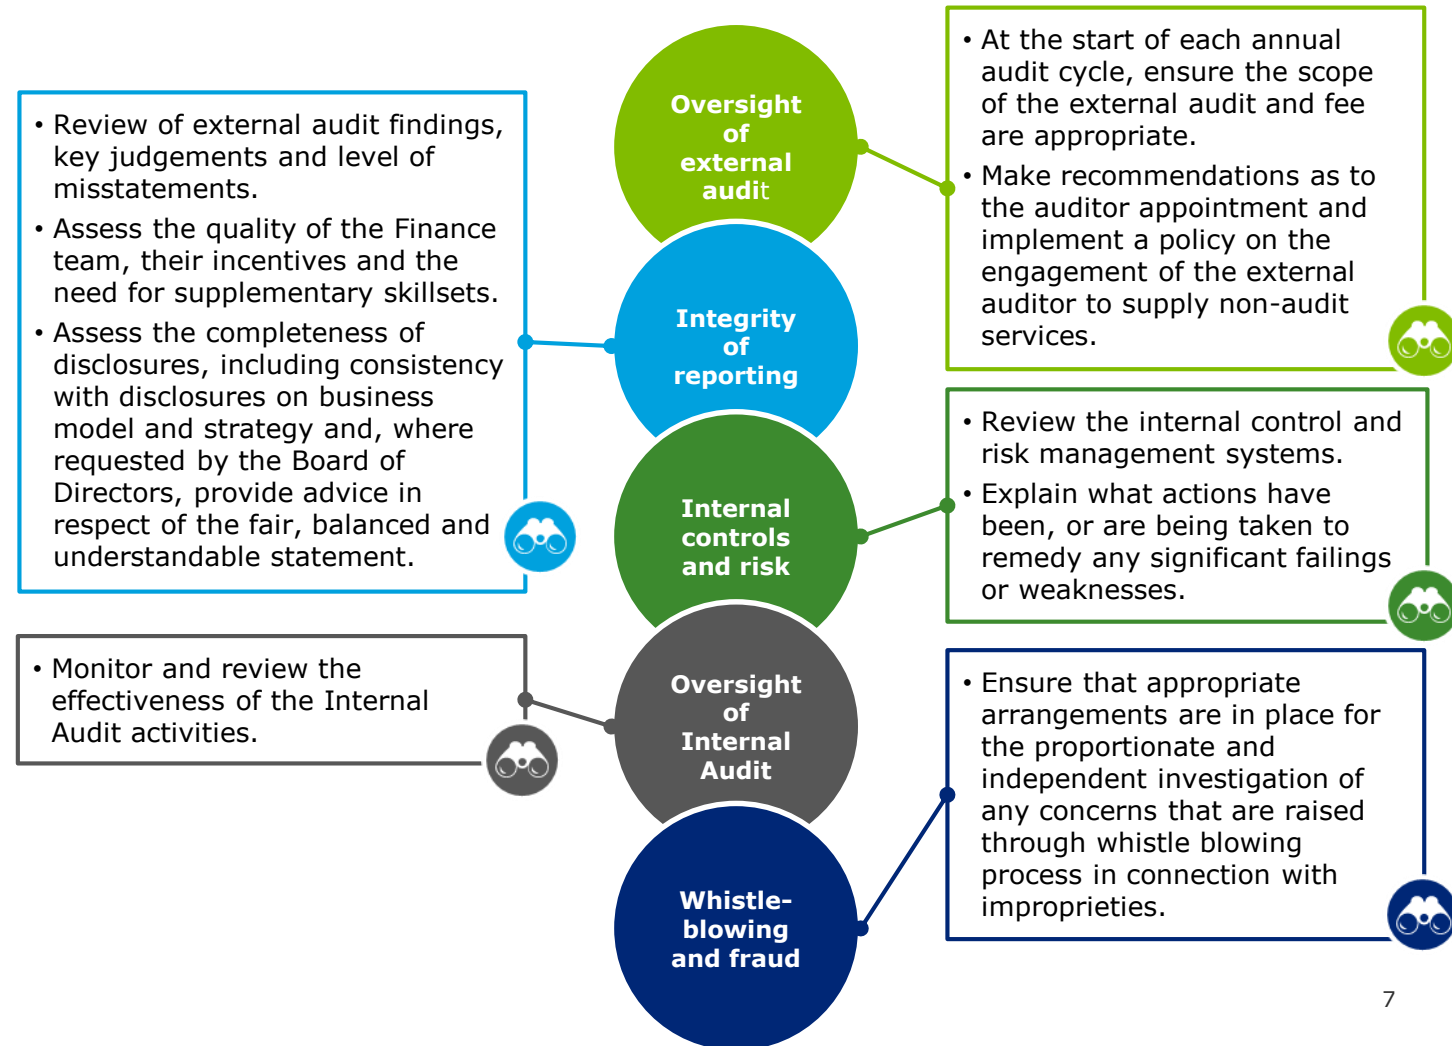 Oversight
of
external
audit
• At the start of each annual
audit cycle, ensure the scope
of the external audit and fee
are appropriate.
• Make recommendations as to
the auditor appointment and
implement a policy on the
engagement of the external
auditor to supply non-audit
services.
Integrity
of
reporting
• Review of external audit findings,
key judgements and level of
misstatements.
• Assess the quality of the Finance
team, their incentives and the
need for supplementary skillsets.
• Assess the completeness of
disclosures, including consistency
with disclosures on business
model and strategy and, where
requested by the Board of
Directors, provide advice in
respect of the fair, balanced and
understandable statement.
Internal
controls
and risk
• Review the internal control and
risk management systems.
• Explain what actions have
been, or are being taken to
remedy any significant failings
or weaknesses.
Oversight
of
Internal
Audit
• Monitor and review the
effectiveness of the Internal
Audit activities.
Whistle-
blowing
and fraud
• Ensure that appropriate
arrangements are in place for
the proportionate and
independent investigation of
any concerns that are raised
through whistle blowing
process in connection with
improprieties.
7